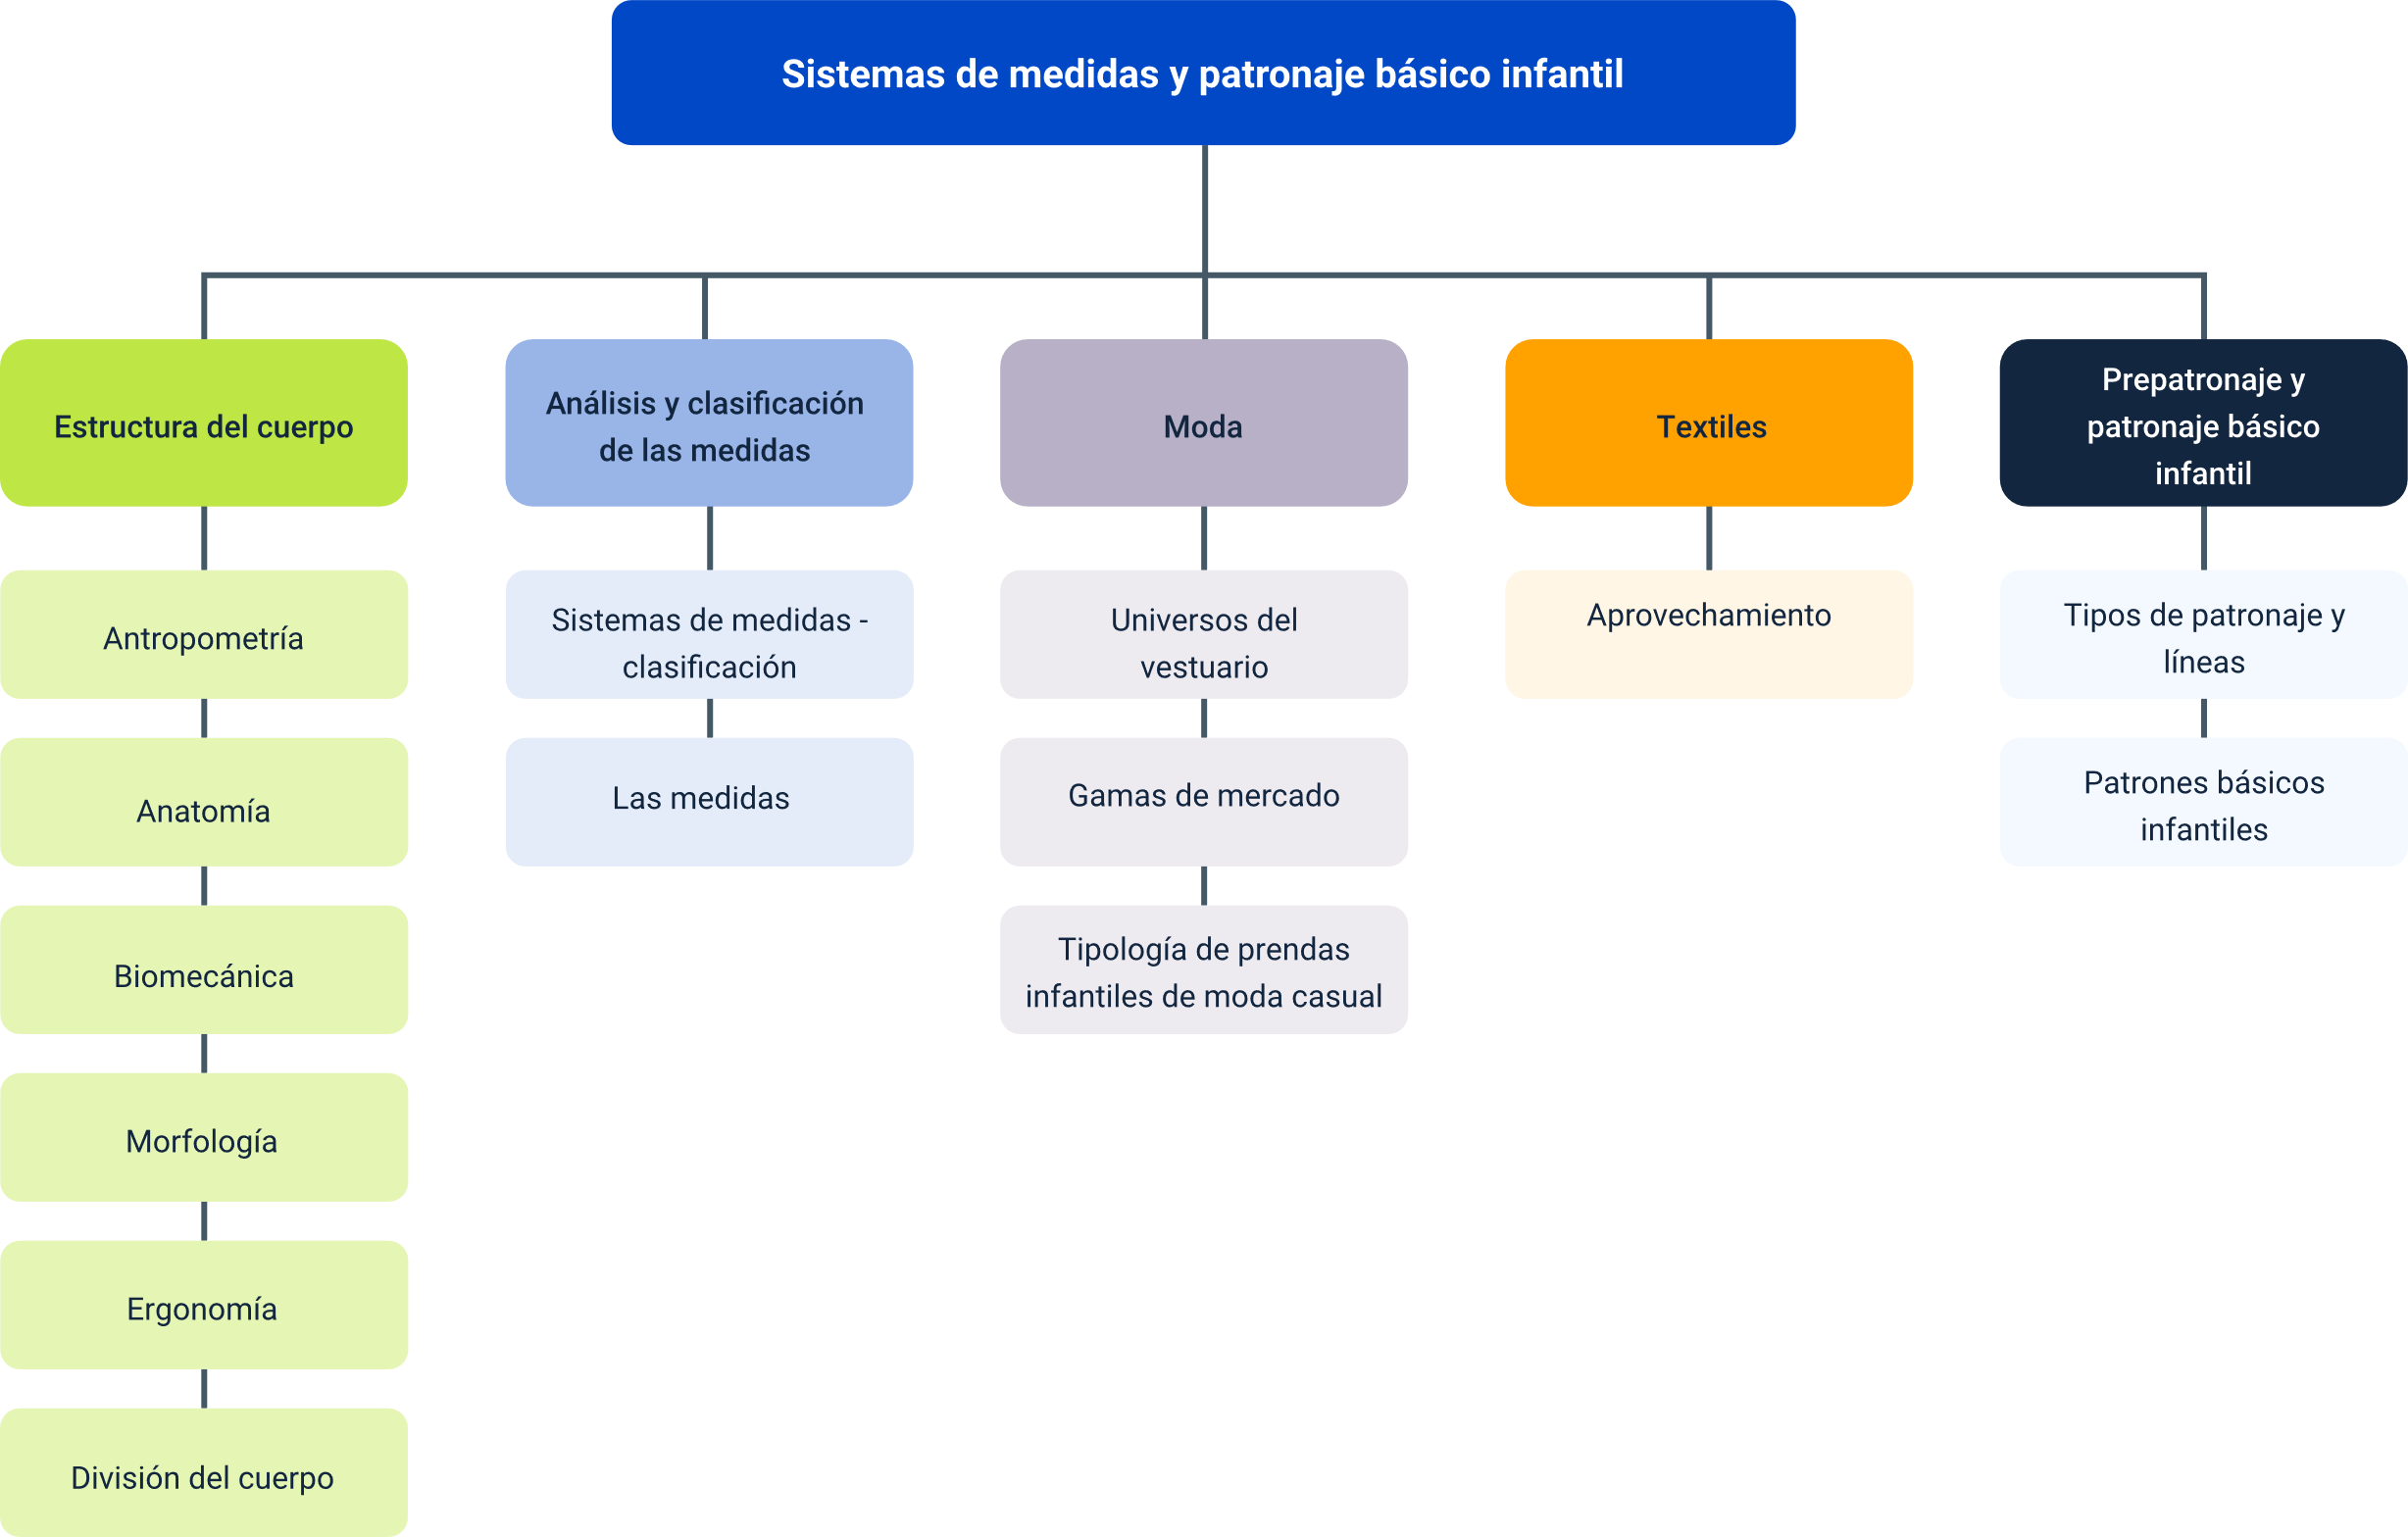 Sistemas de medidas y patronaje básico infantil
Estructura del cuerpo
Antropometría
Anatomía
Biomecánica
Morfología
Ergonomía
División del cuerpo
Análisis y clasificación
de las medidas
Sistemas de medidas -
clasificación
Las medidas
Moda
Universos del
vestuario
Gamas de mercado
Tipología de prendas
infantiles de moda casual
Textiles
Aprovechamiento
Prepatronaje y
patronaje básico
infantil
Tipos de patronaje y
líneas
Patrones básicos
infantiles